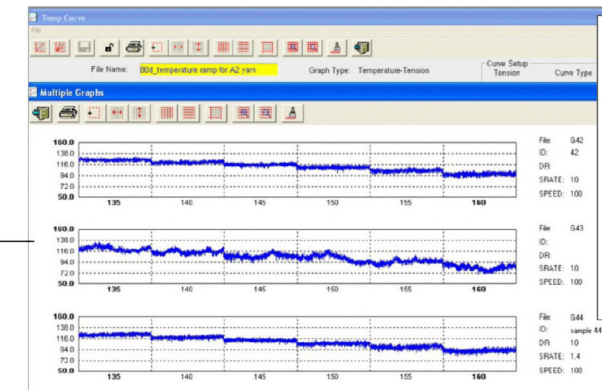 Temp Curve
File
File Name: 80d_temperature ramp for A2 yarn Graph Type: Temperature-Tension Curve Setup Tension Curve Type
Multiple Graphs
160.0
138.0
116.0
94.0
72.0
50.0
135 140 145 150 155 160
File: G42
ID: 42
DR:
SRATE: 10
SPEED: 100
160.0
138.0
116.0
94.0
72.0
50.0
135 140 145 150 155 160
File: G43
ID:
DR:
SRATE: 10
SPEED: 100
160.0
138.0
116.0
94.0
72.0
50.0
135 140 145 150 155 160
File: G44
ID: sample 44
DR: 10
SRATE: 1.4
SPEED: 100